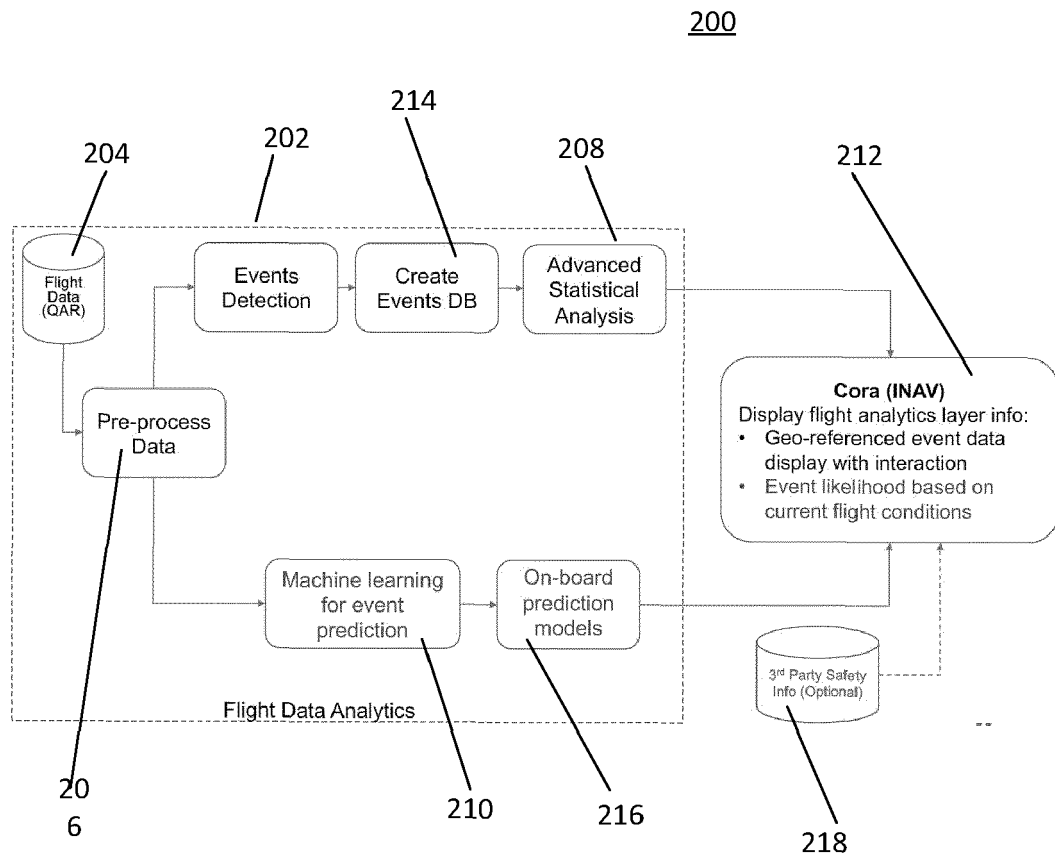 200
214
202
208
204
212
Flight
Data
(QAR)
Events
Detection
Create
Events DB
Advanced
Statistical
Analysis
Pre-process
Data
Cora (INAV)
Display flight analytics layer info:
• Geo-referenced event data
display with interaction
• Event likelihood based on
current flight conditions
Machine learning
for event
prediction
On-board
prediction
models
3rd Party Safety
Info (Optional)
Flight Data Analytics
--
20
6
210
216
218